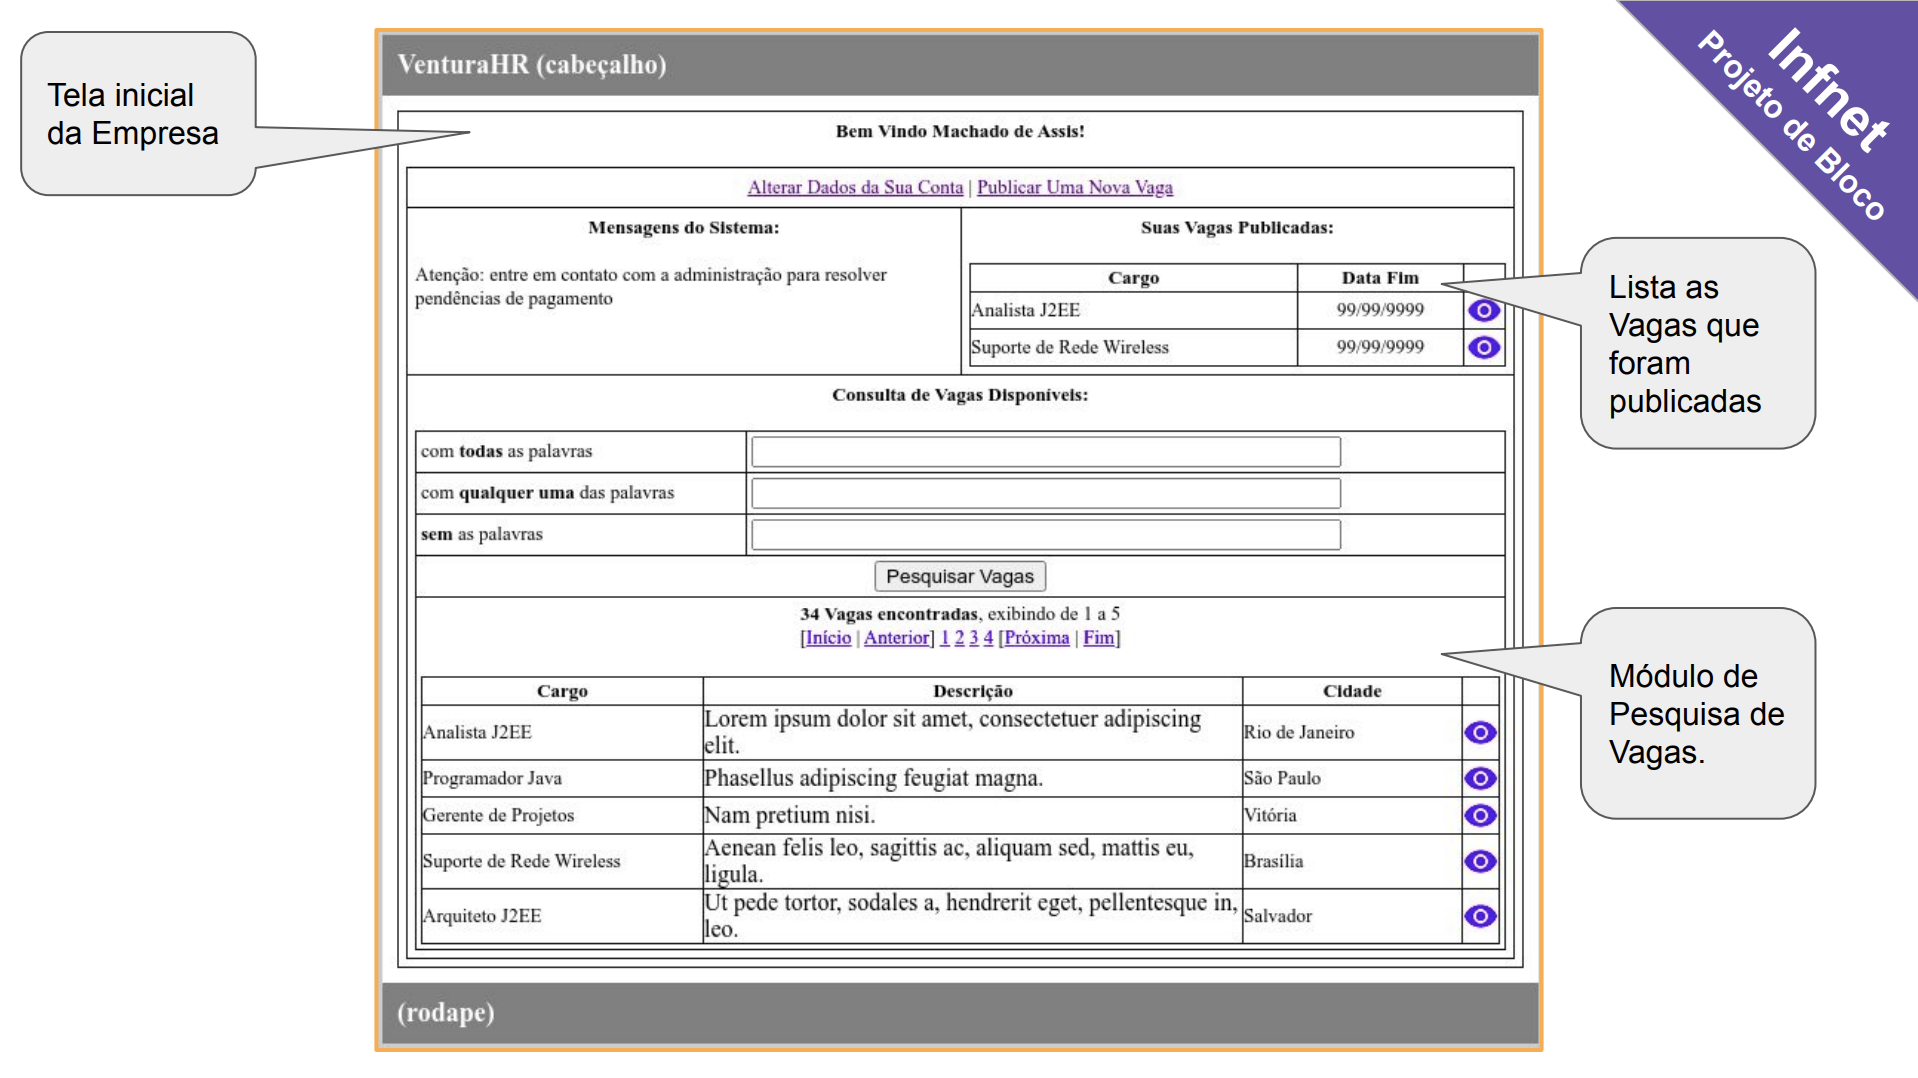 Tela inicial
da Empresa
VenturaHR (cabeçalho)
Infnet
Projeto de Bloco
Bem Vindo Machado de Assis!
Alterar Dados da Sua Conta | Publicar Uma Nova Vaga
Mensagens do Sistema:
Atenção: entre em contato com a administração para resolver
pendências de pagamento
Suas Vagas Publicadas:
Cargo Data Fim
Analista J2EE 99/99/9999
Suporte de Rede Wireless 99/99/9999
Lista as
Vagas que
foram
publicadas
Consulta de Vagas Disponíveis:
com todas as palavras
com qualquer uma das palavras
sem as palavras
Pesquisar Vagas
34 Vagas encontradas, exibindo de 1 a 5
[Início | Anterior] 1 2 3 4 [Próxima | Fim]
Módulo de
Pesquisa de
Vagas.
Cargo Descrição Cidade
Analista J2EE Lorem ipsum dolor sit amet, consectetuer adipiscing
elit. Rio de Janeiro
Programador Java Phasellus adipiscing feugiat magna. São Paulo
Gerente de Projetos Nam pretium nisi. Vitória
Suporte de Rede Wireless Aenean felis leo, sagittis ac, aliquam sed, mattis eu,
ligula. Brasília
Arquiteto J2EE Ut pede tortor, sodales a, hendrerit eget, pellentesque in,
leo. Salvador
(rodape)